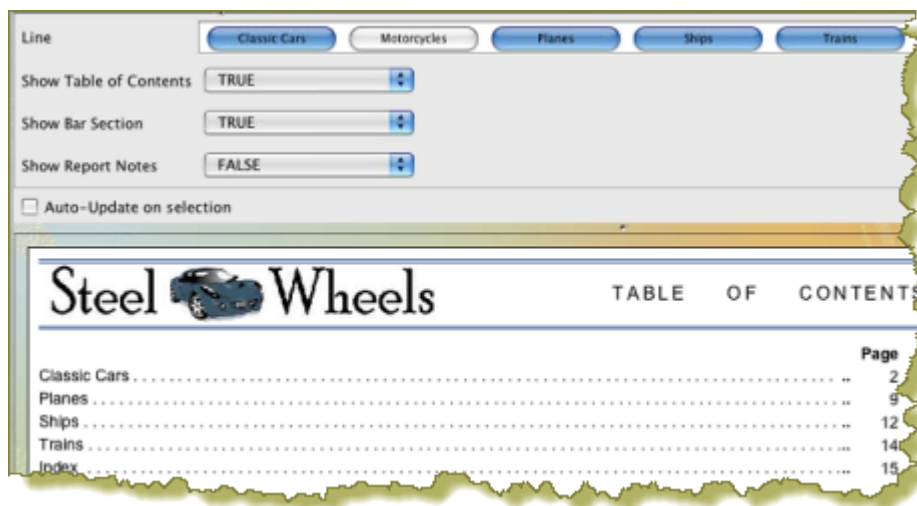 Line Classic Cars Motorcycles Planes Ships Trains
Show Table of Contents TRUE
Show Bar Section TRUE
Show Report Notes FALSE
Auto-Update on selection
Steel Wheels TABLE OF CONTENTS
Page
Classic Cars 2
Planes 9
Ships 12
Trains 14
Index 15